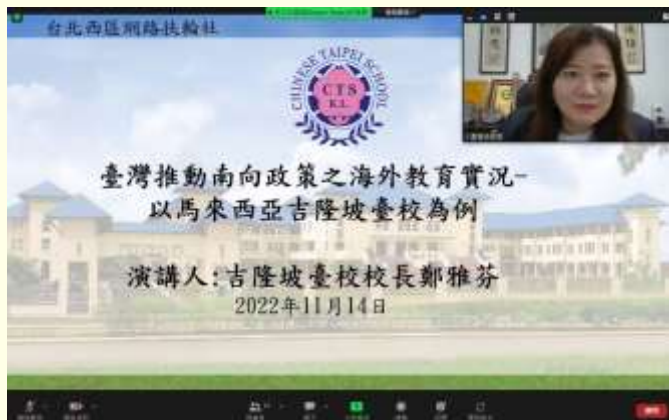 台北西區網路扶輪社
CHINESE TAIPEI SCHOOL
CTS
K.L.
臺灣推動南向政策之海外教育實況-
以馬來西亞吉隆坡臺校為例
演講人:吉隆坡臺校校長鄭雅芬
2022年11月14日